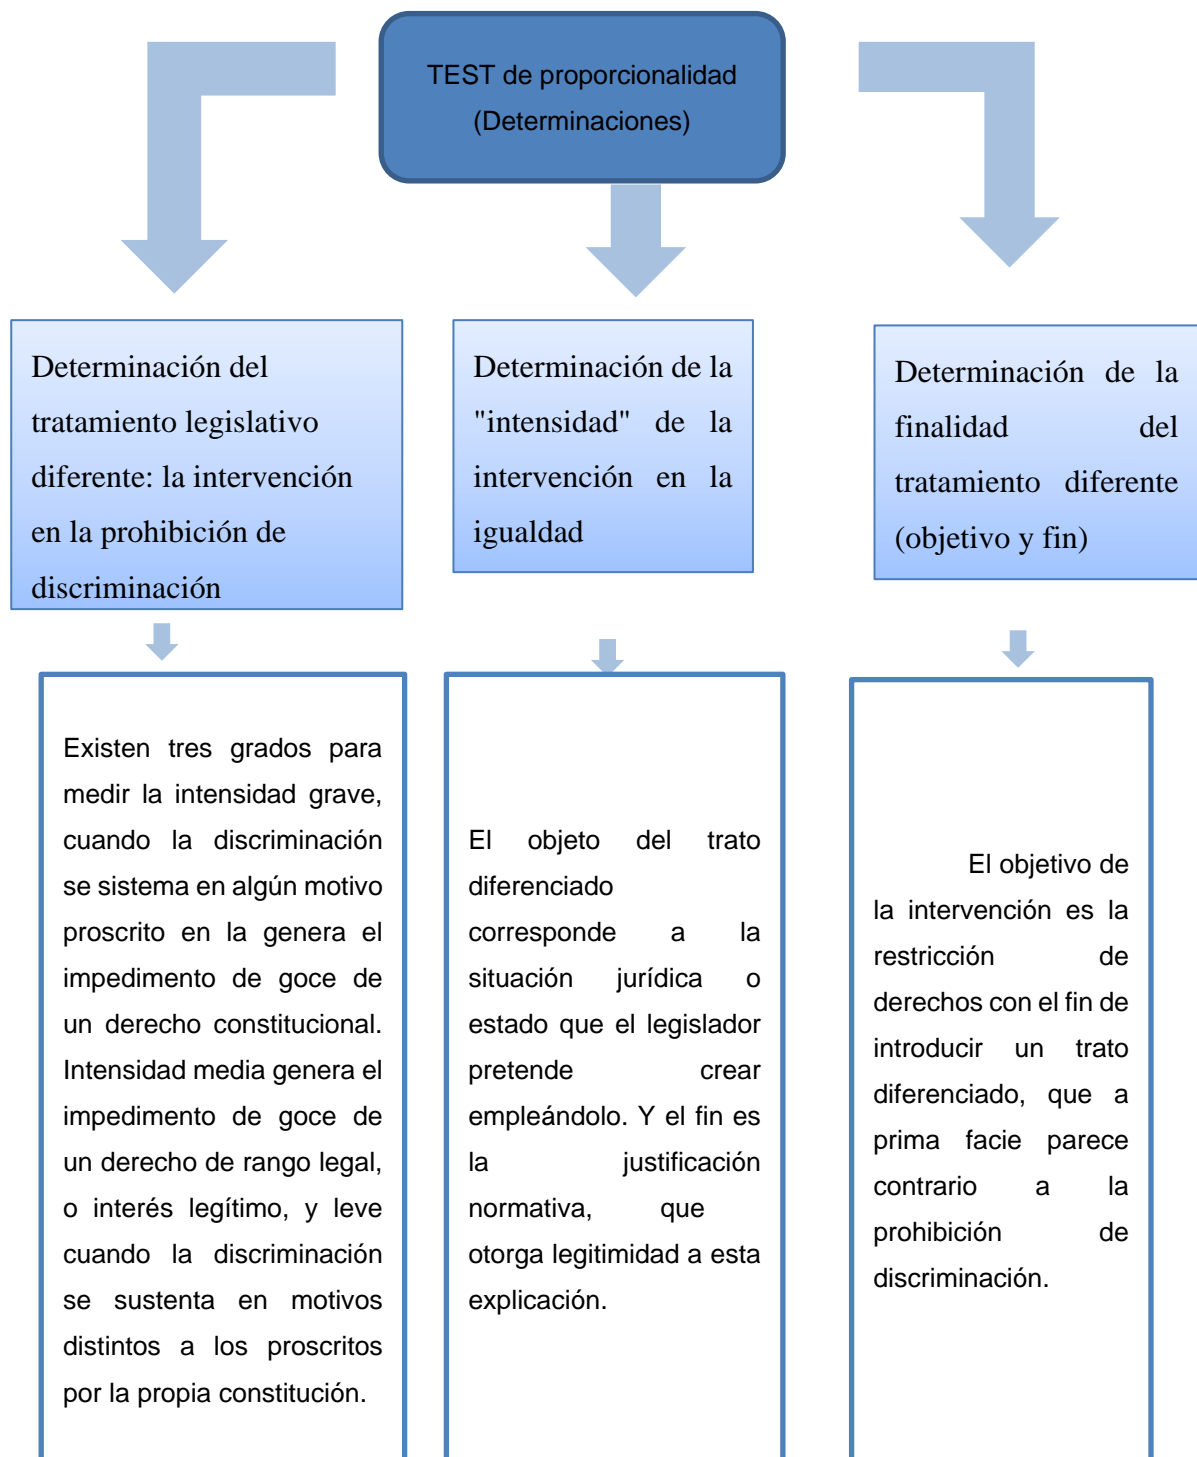 TEST de proporcionalidad
(Determinaciones)
Determinación del
tratamiento legislativo
diferente: la intervención
en la prohibición de
discriminación
Determinación de la
"intensidad" de la
intervención en la
igualdad
Determinación de la
finalidad del
tratamiento diferente
(objetivo y fin)
Existen tres grados para
medir la intensidad grave,
cuando la discriminación
se sistema en algún motivo
proscrito en la genera el
impedimento de goce de
un derecho constitucional.
Intensidad media genera el
impedimento de goce de
un derecho de rango legal,
o interés legítimo, y leve
cuando la discriminación
se sustenta en motivos
distintos a los proscritos
por la propia constitución.
El objeto del trato
diferenciado
corresponde a la
situación jurídica o
estado que el legislador
pretende crear
empleándolo. Y el fin es
la justificación
normativa, que
otorga legitimidad a esta
explicación.
El objetivo de
la intervención es la
restricción de
derechos con el fin de
introducir un trato
diferenciado, que a
prima facie parece
contrario a la
prohibición de
discriminación.